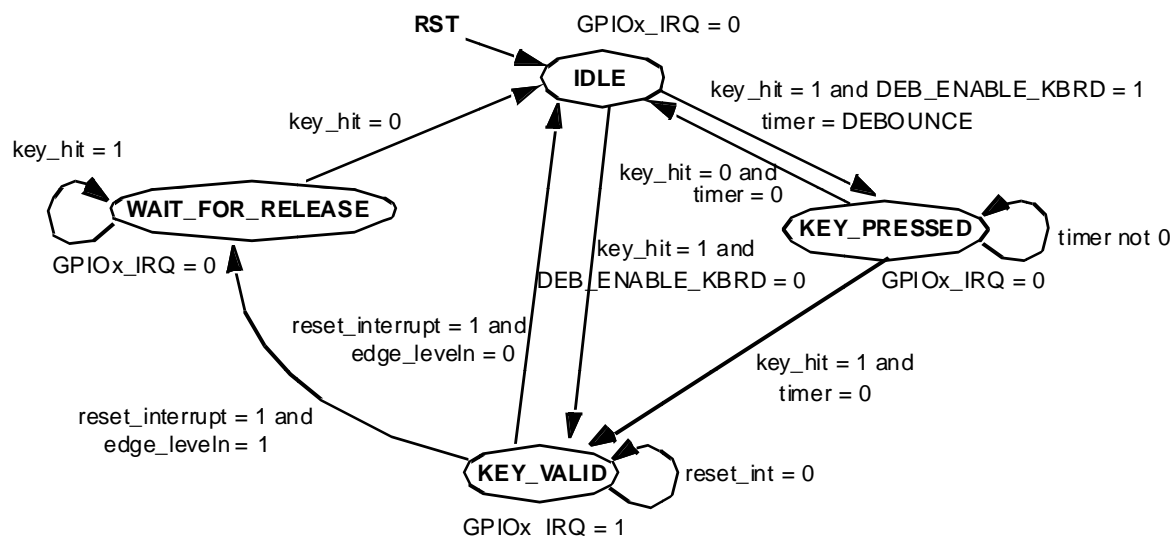 RST
GPIOx_IRQ = 0
IDLE
key_hit = 1 and DEB_ENABLE_KBRD = 1
timer = DEBOUNCE
key_hit = 0
key_hit = 1
key_hit = 0 and
timer = 0
WAIT_FOR_RELEASE
KEY_PRESSED
timer not 0
GPIOx_IRQ = 0
key_hit = 1 and
DEB_ENABLE_KBRD = 0
GPIOx_IRQ = 0
reset_interrupt = 1 and
edge_leveln = 0
key_hit = 1 and
timer = 0
reset_interrupt = 1 and
edge_leveln = 1
KEY_VALID
reset_int = 0
GPIOx IRQ = 1